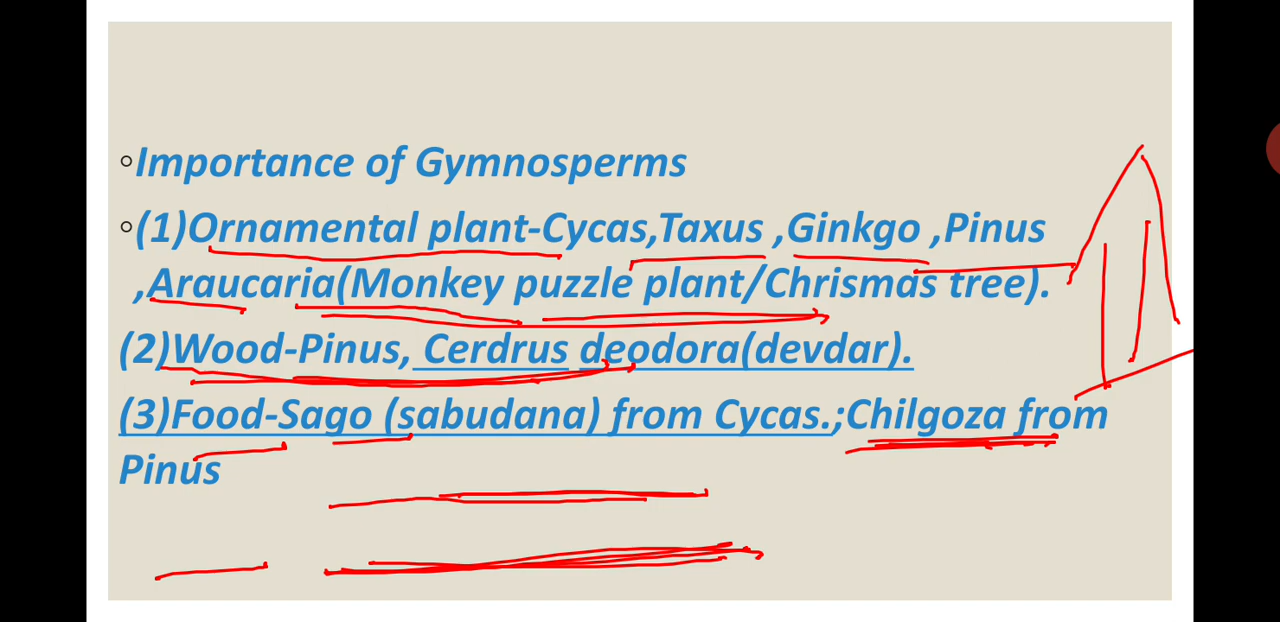 ◦Importance of Gymnosperms
◦(1)Ornamental plant-Cycas,Taxus ,Ginkgo ,Pinus
,Araucaria(Monkey puzzle plant/Chrismas tree).
(2)Wood-Pinus, Cerdrus deodora(devdar).
(3)Food-Sago (sabudana) from Cycas.;Chilgoza from
Pinus